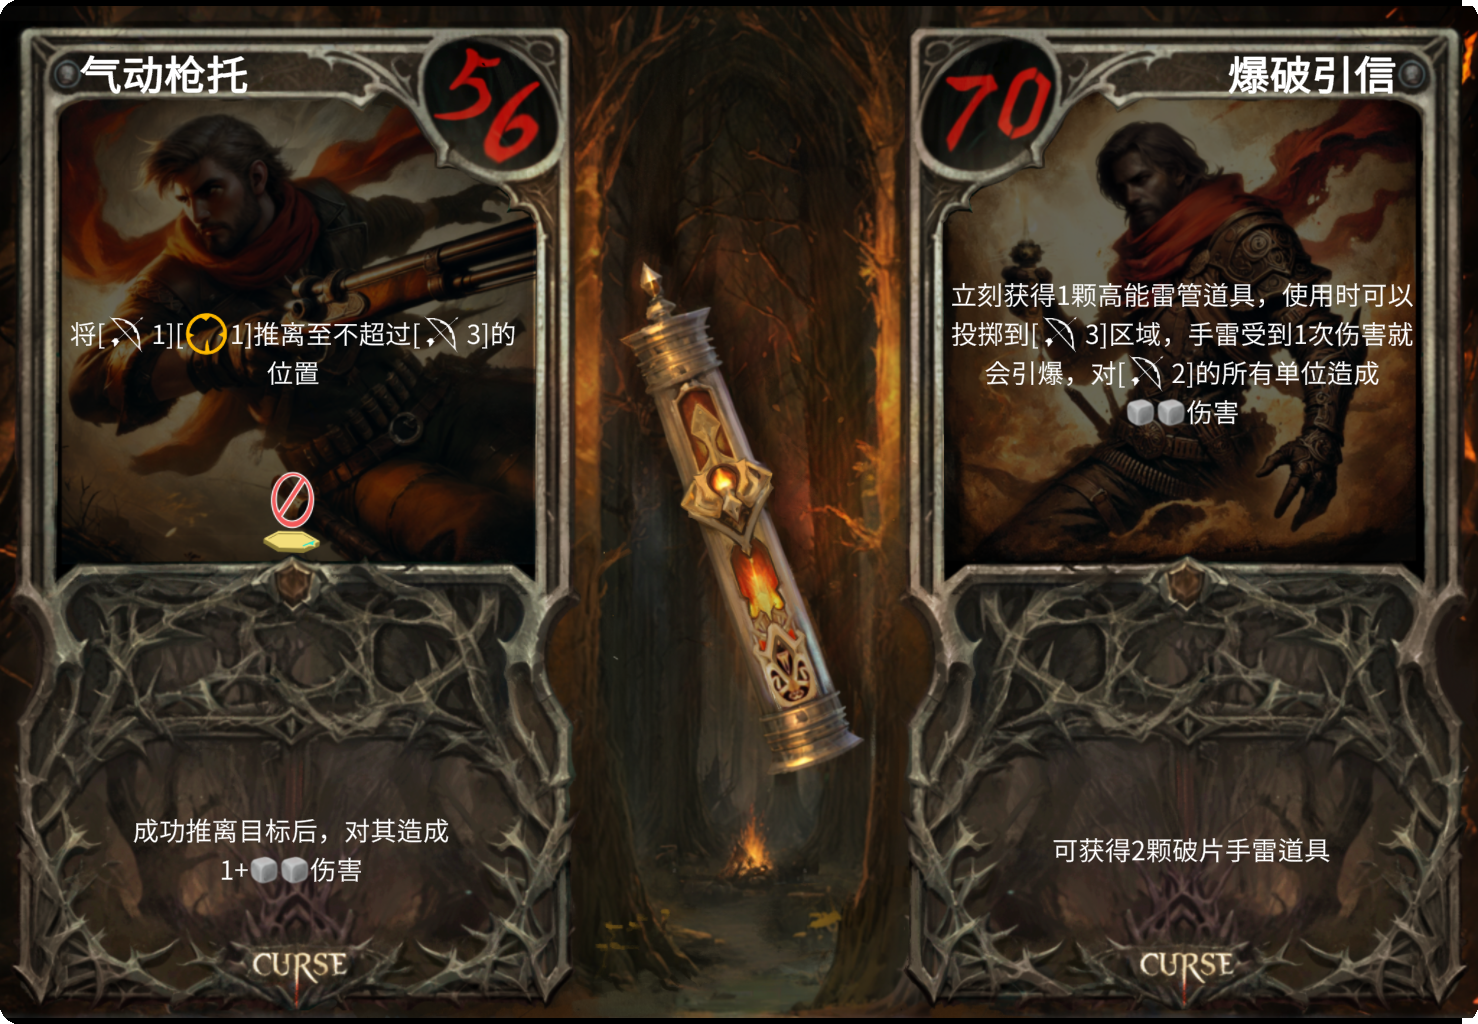 气动枪托
56
将[1][1]推离至不超过[3]的
位置
成功推离目标后，对其造成
1+伤害
CURSE
爆破引信
70
立刻获得1颗高能雷管道具，使用时可以
投掷到[3]区域，手雷受到1次伤害就
会引爆，对[2]的所有单位造成
伤害
可获得2颗破片手雷道具
CURSE